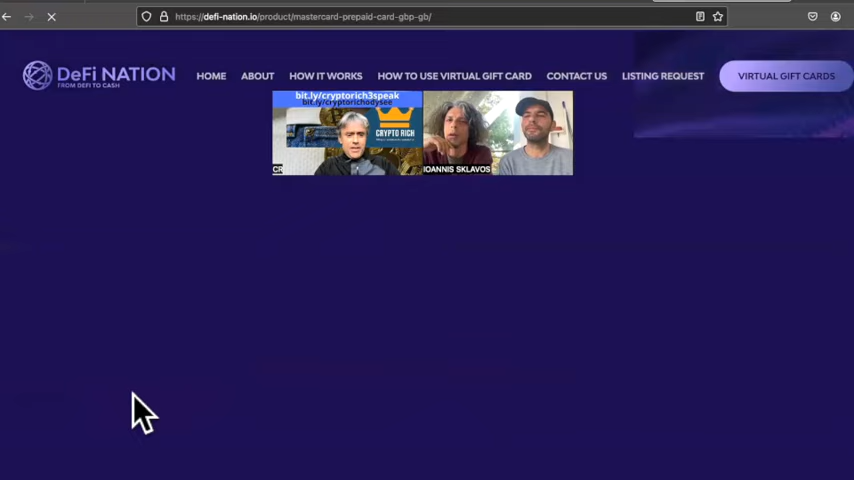 https://defi-nation.io/product/mastercard-prepaid-card-gbp-gb/
DeFi NATION
FROM DEFI TO CASH
HOME
ABOUT
HOW IT WORKS
HOW TO USE VIRTUAL GIFT CARD
CONTACT US
LISTING REQUEST
VIRTUAL GIFT CARDS
bit.ly/cryptorich3speak
bit.ly/cryptorichodysee
CRYPTO RICH
CR
IOANNIS SKLAVOS